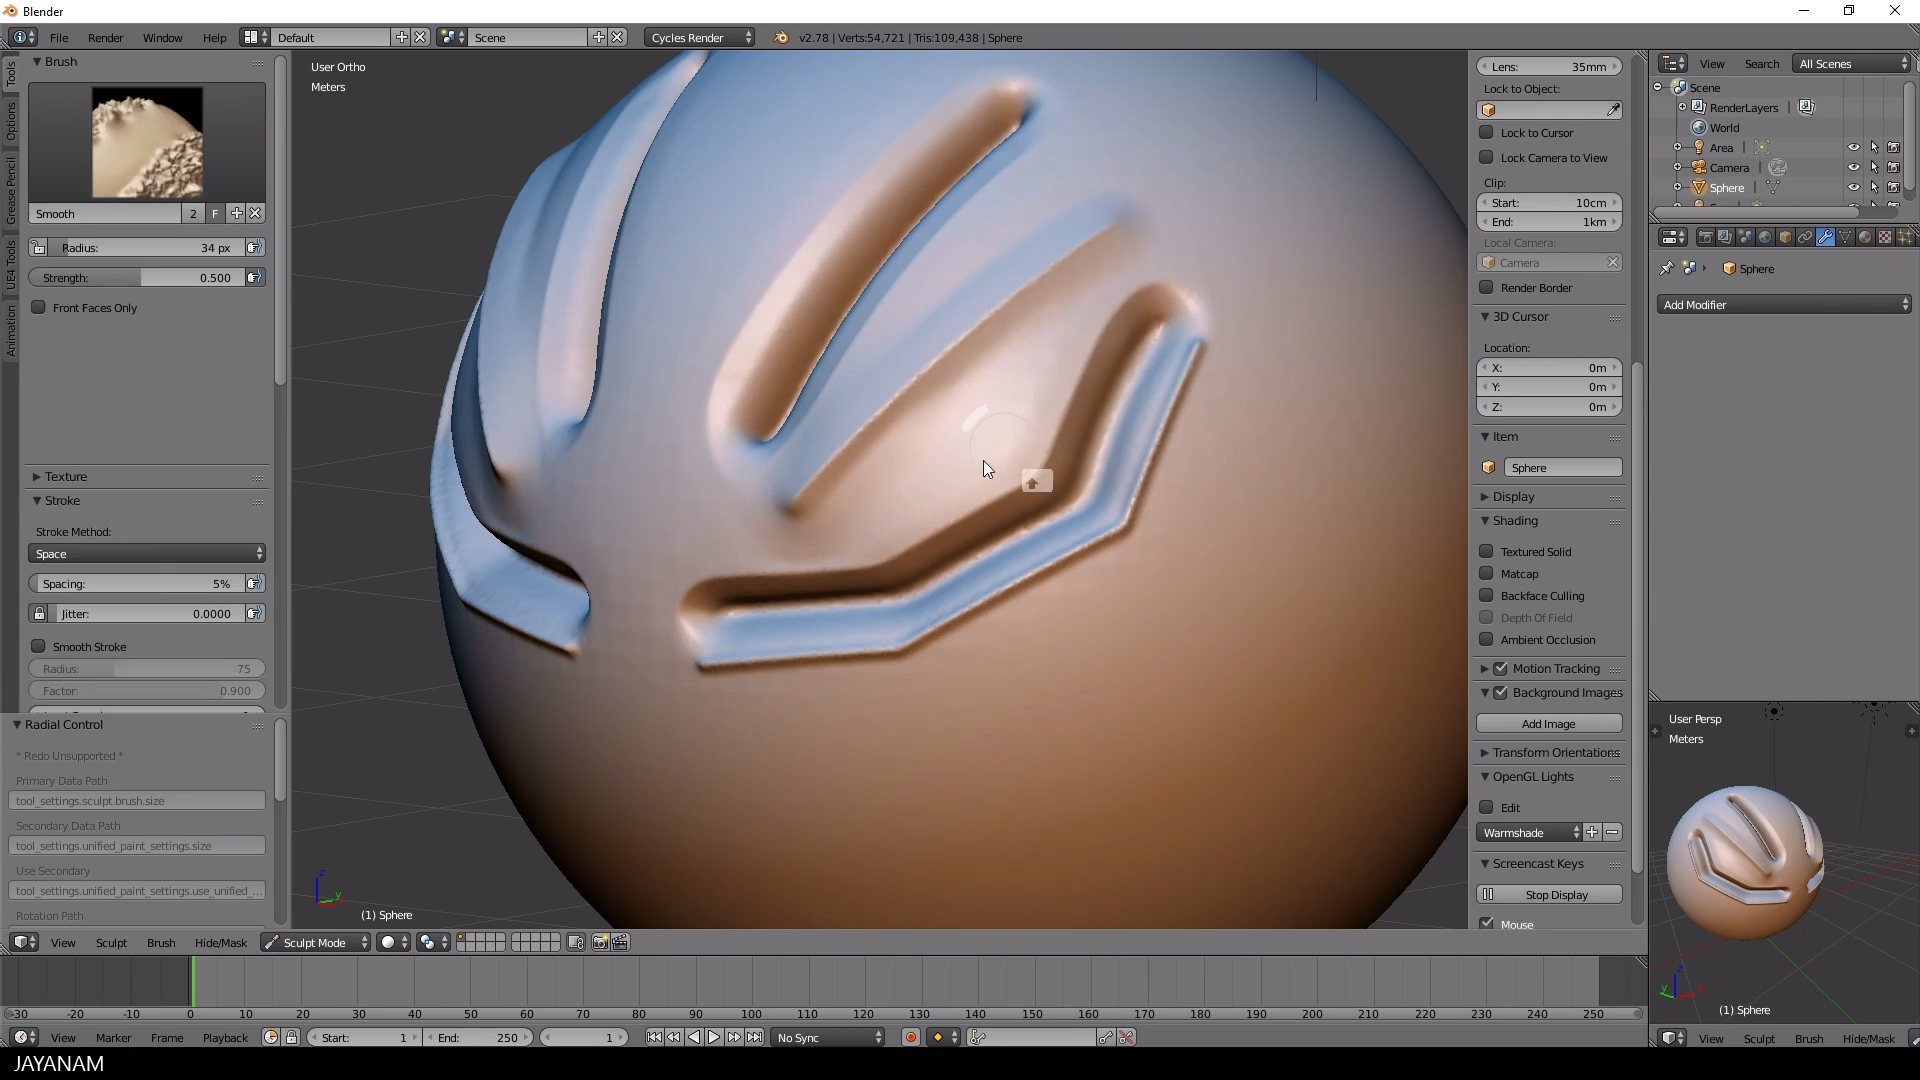 Blender
File Render Window Help Default Scene Cycles Render v2.78 | Verts:54,721 | Tris:109,438 | Sphere
Tools
Options
Grease Pencil
UE4 Tools
Animation
Brush
Smooth 2 F
Radius: 34 px
Strength: 0.500
Front Faces Only
Texture
Stroke
Stroke Method:
Space
Spacing: 5%
Jitter: 0.0000
Smooth Stroke
Radius: 75
Factor: 0.900
Radial Control
* Redo Unsupported *
Primary Data Path
tool_settings.sculpt.brush.size
Secondary Data Path
tool_settings.unified_paint_settings.size
Use Secondary
tool_settings.unified_paint_settings.use_unified_...
Rotation Path
User Ortho
Meters
z
y
(1) Sphere
View Sculpt Brush Hide/Mask Sculpt Mode
Lens: 35mm
Lock to Object:
Lock to Cursor
Lock Camera to View
Clip:
Start: 10cm
End: 1km
Local Camera:
Camera
Render Border
3D Cursor
Location:
X: 0m
Y: 0m
Z: 0m
Item
Sphere
Display
Shading
Textured Solid
Matcap
Backface Culling
Depth Of Field
Ambient Occlusion
Motion Tracking
Background Images
Add Image
Transform Orientations
OpenGL Lights
Edit
Warmshade
Screencast Keys
Stop Display
Mouse
View Search All Scenes
Scene
RenderLayers
World
Area
Camera
Sphere
Sphere
Add Modifier
User Persp
Meters
z
y
(1) Sphere
View Sculpt Brush Hide/Mask
-30 -20 -10 0 10 20 30 40 50 60 70 80 90 100 110 120 130 140 150 160 170 180 190 200 210 220 230 240 250
View Marker Frame Playback Start: 1 End: 250 1 No Sync
JAYANAM